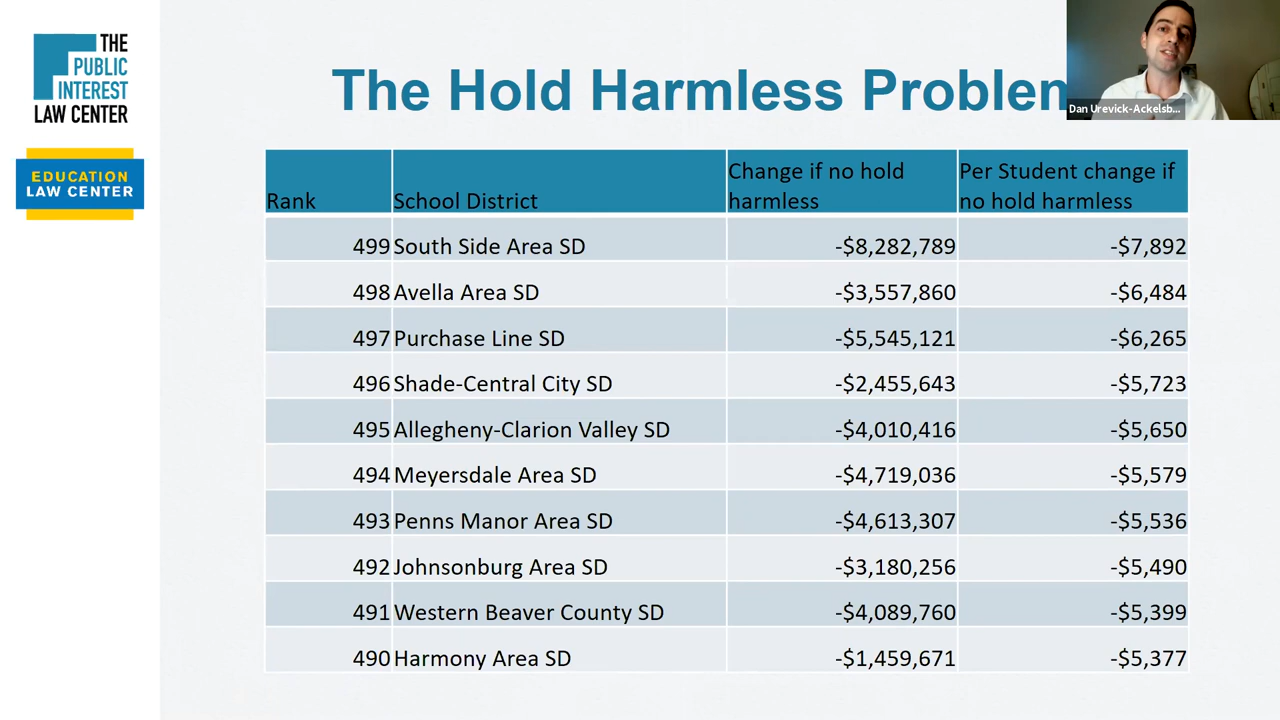 THE
PUBLIC
INTEREST
LAW CENTER
EDUCATION
LAW CENTER
The Hold Harmless Problem
Dan Urevick-Ackelsb...
Rank School District Change if no hold harmless Per Student change if no hold harmless
499 South Side Area SD -$8,282,789 -$7,892
498 Avella Area SD -$3,557,860 -$6,484
497 Purchase Line SD -$5,545,121 -$6,265
496 Shade-Central City SD -$2,455,643 -$5,723
495 Allegheny-Clarion Valley SD -$4,010,416 -$5,650
494 Meyersdale Area SD -$4,719,036 -$5,579
493 Penns Manor Area SD -$4,613,307 -$5,536
492 Johnsonburg Area SD -$3,180,256 -$5,490
491 Western Beaver County SD -$4,089,760 -$5,399
490 Harmony Area SD -$1,459,671 -$5,377